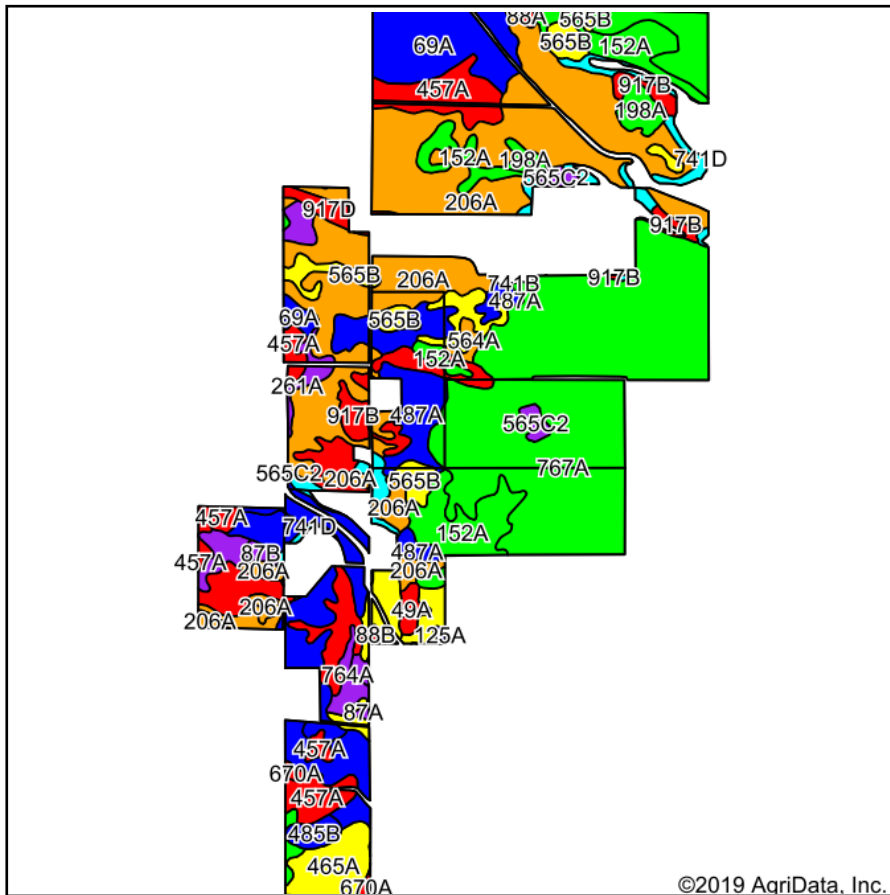 88A
565B
565B
152A
69A
917B
457A
198A
152A
198A
741D
565C2
206A
917D
917B
565B
206A
741B
917B
487A
69A
565B
457A
564A
152A
261A
917B
487A
565C2
565C2
206A
565B
767A
206A
457A
741D
152A
87B
487A
457A
206A
206A
206A
49A
206A
88B
125A
764A
87A
457A
670A
457A
485B
465A
670A
©2019 AgriData, Inc.